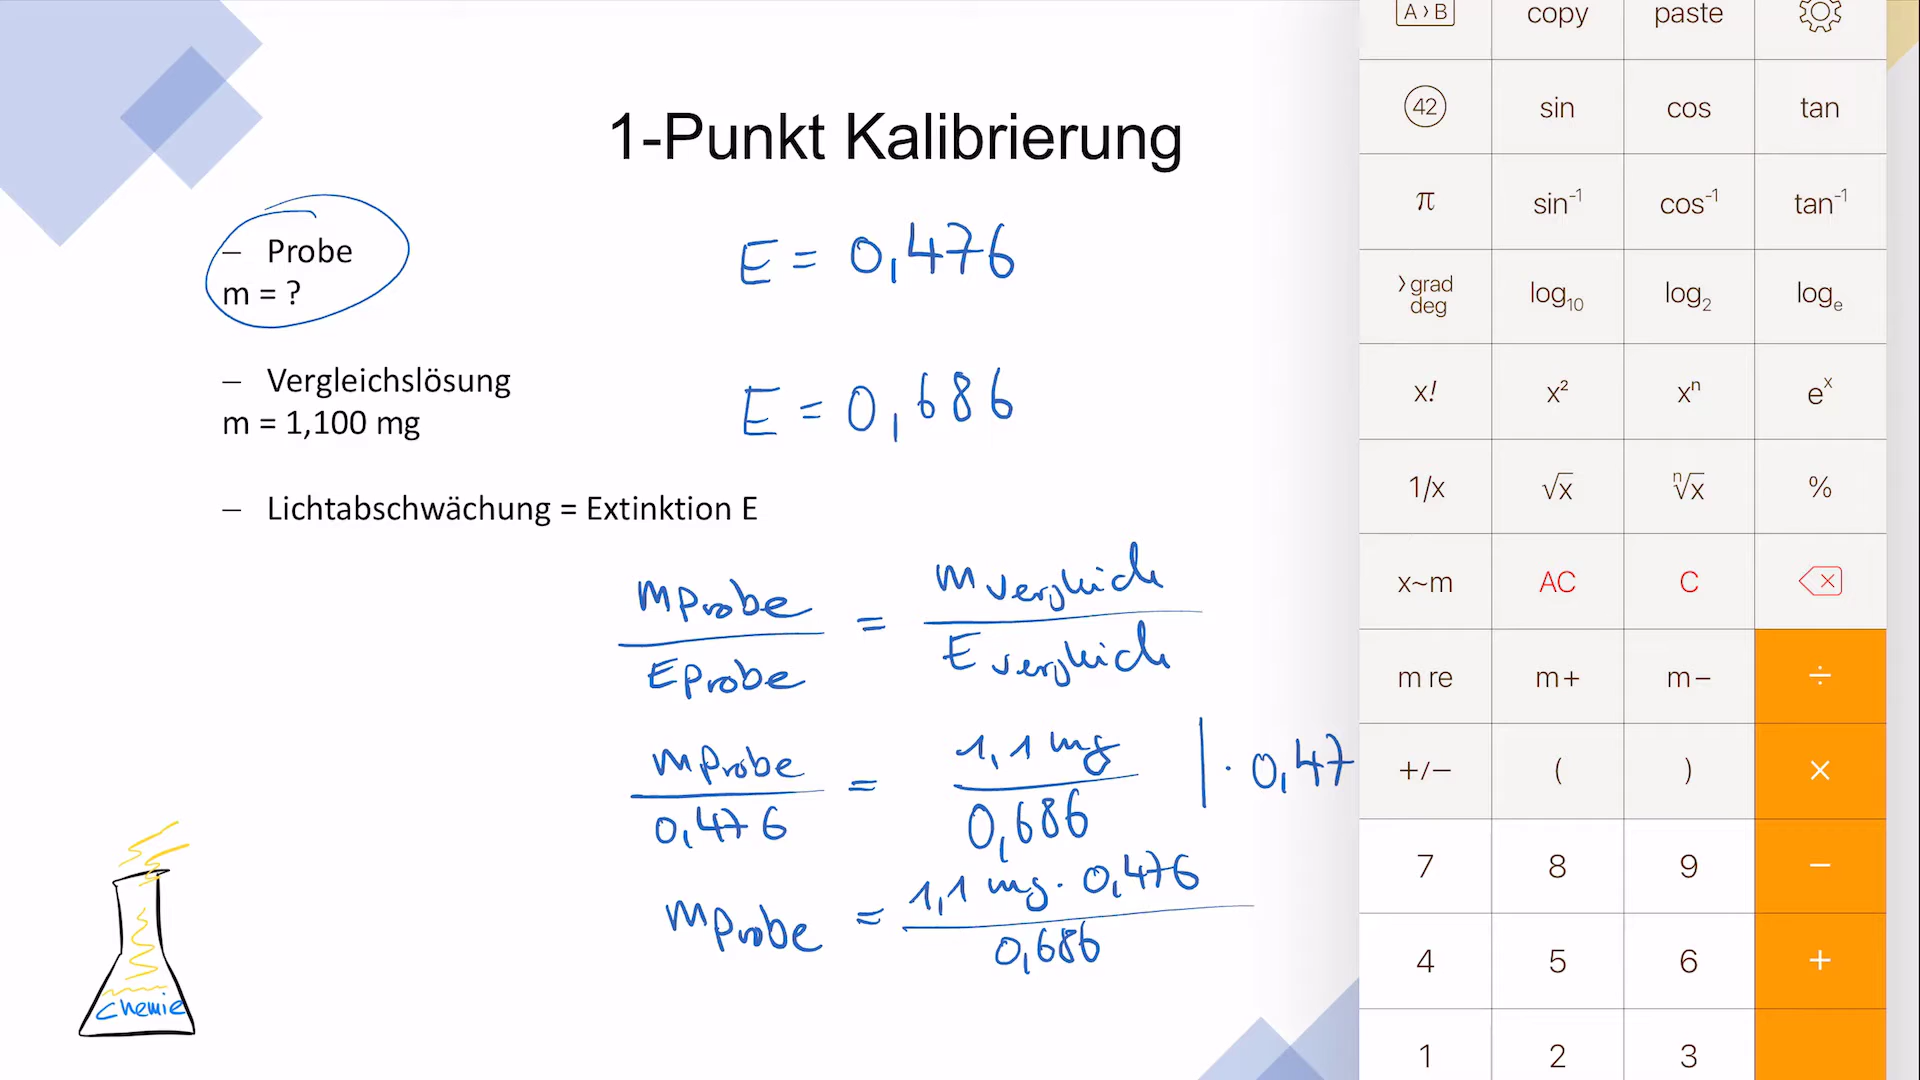 1-Punkt Kalibrierung
– Probe
m = ?
E = 0,476
– Vergleichslösung
m = 1,100 mg
E = 0,686
– Lichtabschwächung = Extinktion E
mProbe / EProbe = mVergleich / EVergleich
mProbe / 0,476 = 1,1 mg / 0,686 | · 0,47
mProbe = 1,1 mg · 0,476 / 0,686
Chemie
A › B copy paste
42 sin cos tan
π sin⁻¹ cos⁻¹ tan⁻¹
› grad deg log₁₀ log₂ logₑ
x! x² xⁿ eˣ
1/x √x ⁿ√x %
x~m AC C
m re m+ m− ÷
+/− ( ) ×
7 8 9 −
4 5 6 +
1 2 3